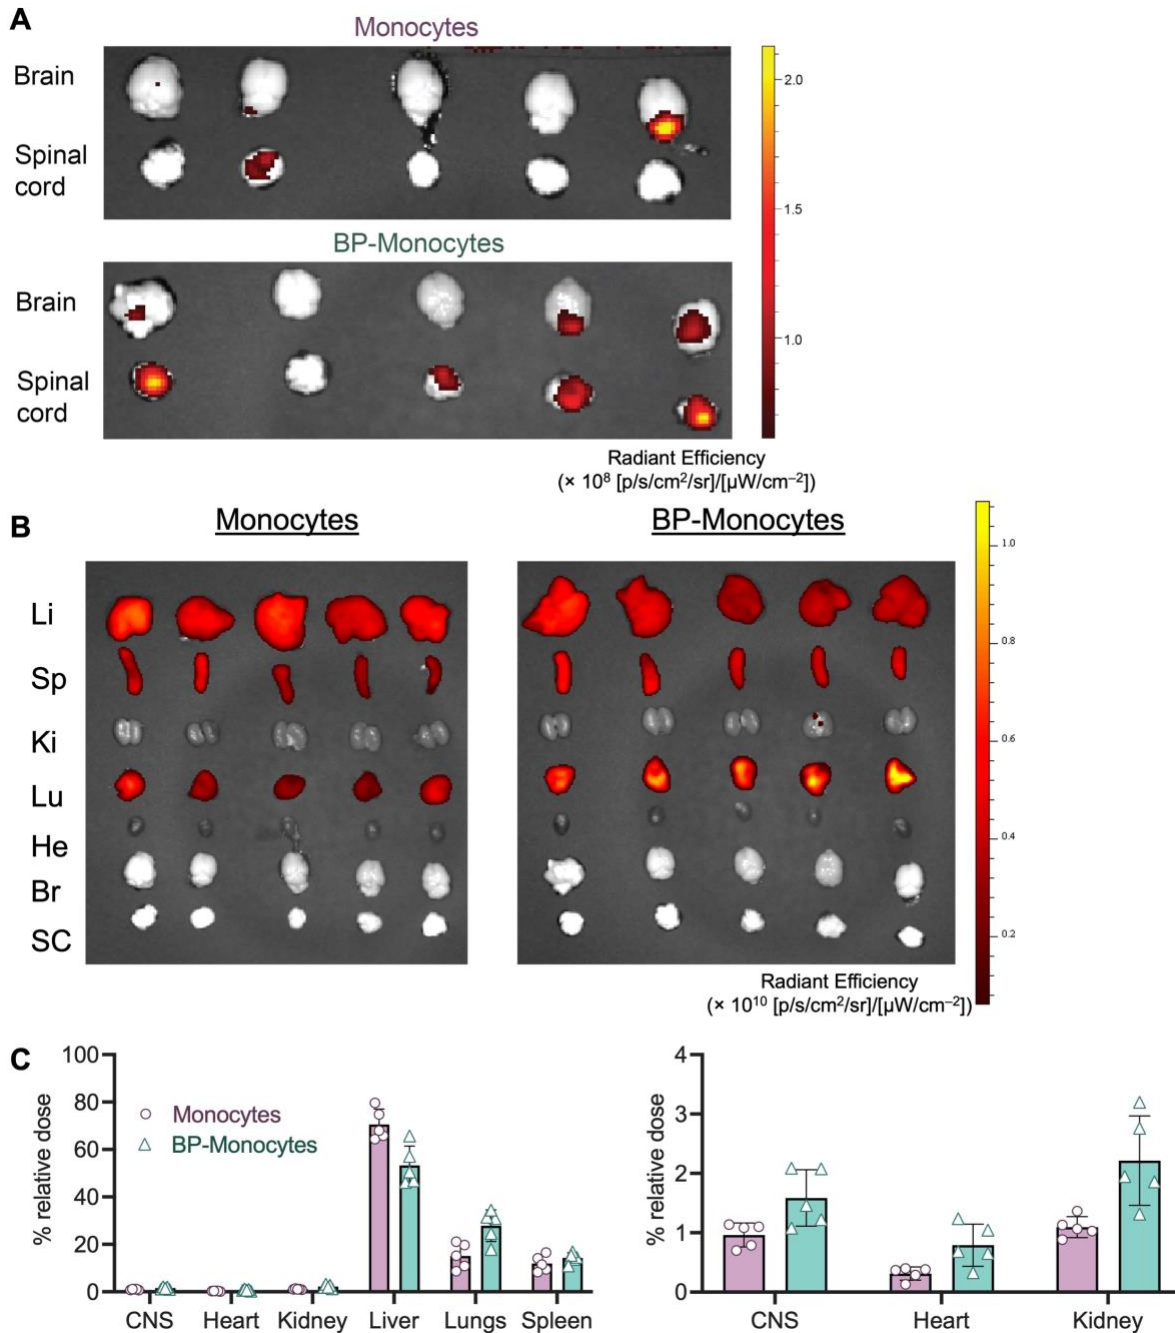 A
Monocytes
Brain
Spinal
cord
2.0
1.5
1.0
BP-Monocytes
Brain
Spinal
cord
Radiant Efficiency
(× 10⁸ [p/s/cm²/sr]/[µW/cm⁻²])
B
Monocytes
BP-Monocytes
Li
Sp
Ki
Lu
He
Br
SC
1.0
0.8
0.6
0.4
0.2
Radiant Efficiency
(× 10¹⁰ [p/s/cm²/sr]/[µW/cm⁻²])
C
% relative dose
100
80
60
40
20
0
Monocytes
BP-Monocytes
CNS Heart Kidney Liver Lungs Spleen
% relative dose
4
3
2
1
0
CNS Heart Kidney